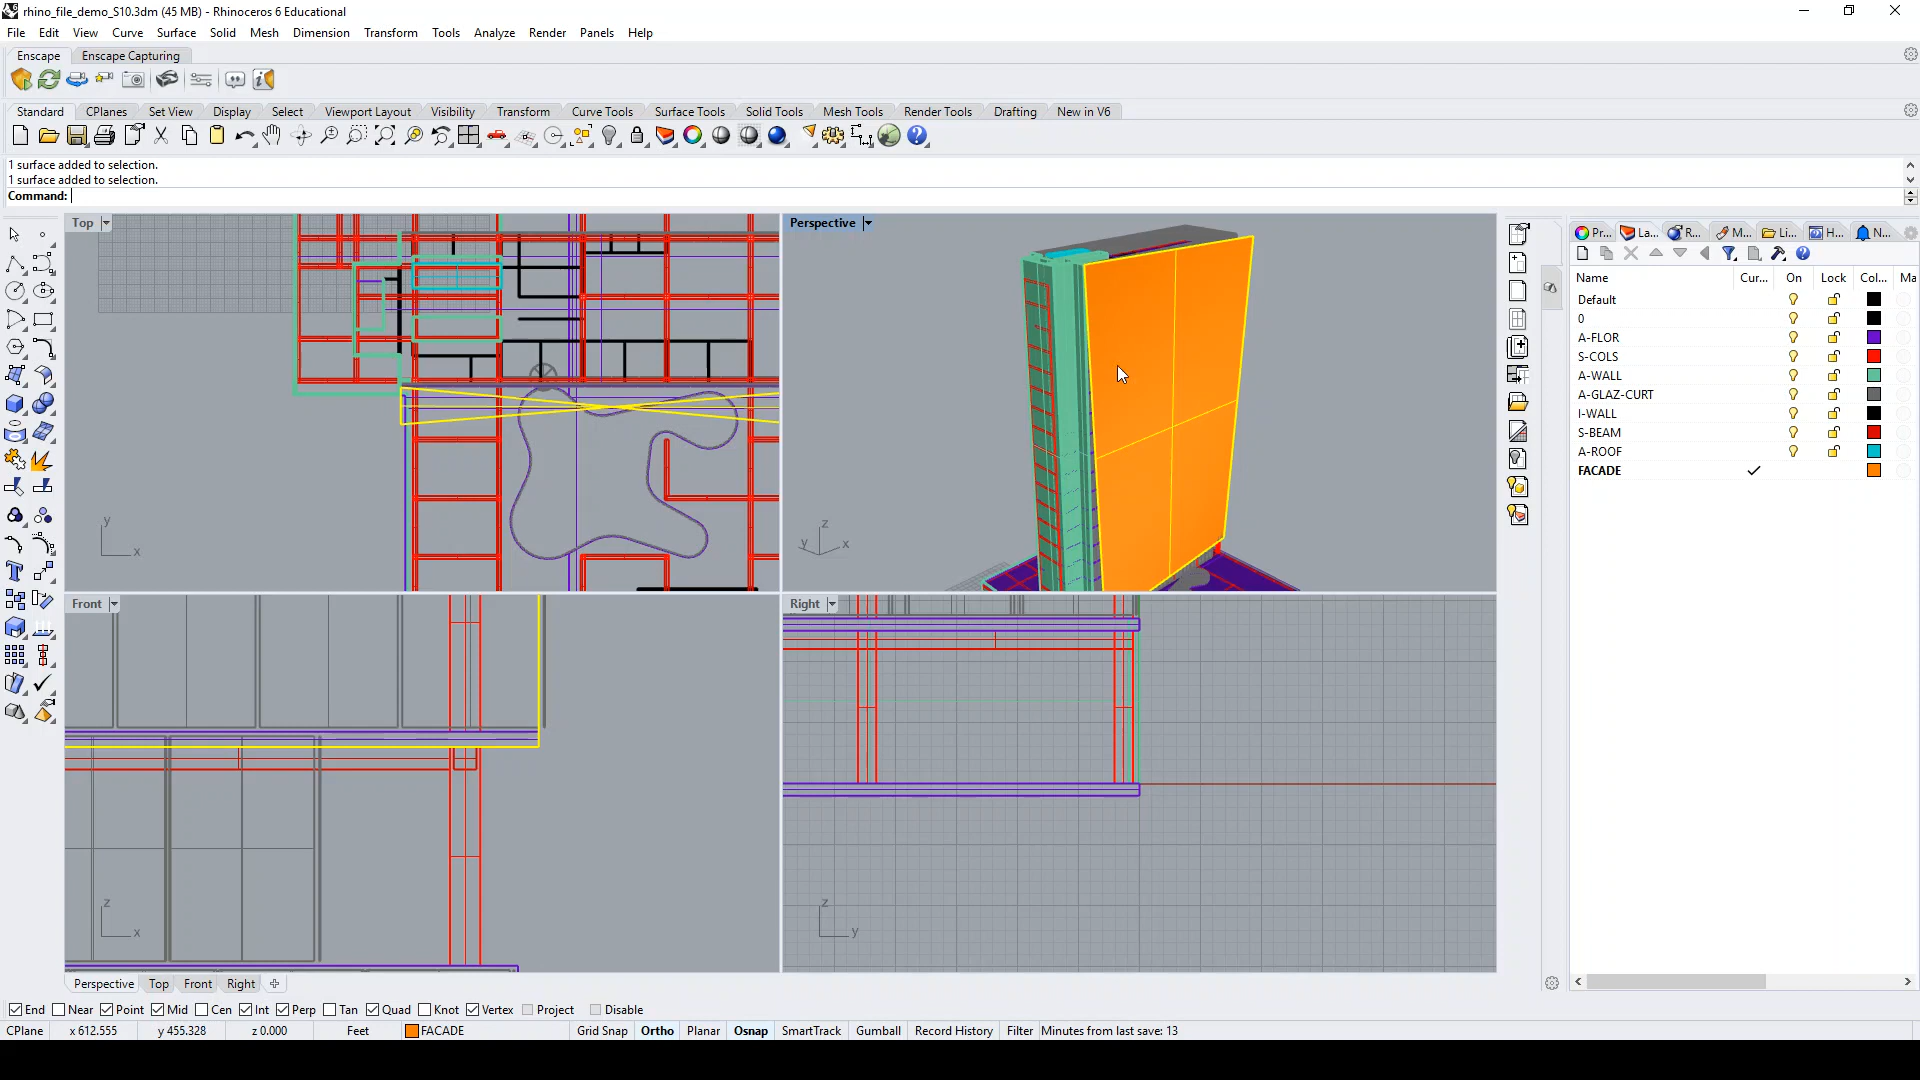 rhino_file_demo_S10.3dm (45 MB) - Rhinoceros 6 Educational
File Edit View Curve Surface Solid Mesh Dimension Transform Tools Analyze Render Panels Help
Enscape Enscape Capturing
Standard CPlanes Set View Display Select Viewport Layout Visibility Transform Curve Tools Surface Tools Solid Tools Mesh Tools Render Tools Drafting New in V6
1 surface added to selection.
1 surface added to selection.
Command:
Top
Perspective
Pr... La... R... M... Li... H... N...
Name Cur... On Lock Col... Ma
Default
0
A-FLOR
S-COLS
A-WALL
A-GLAZ-CURT
I-WALL
S-BEAM
A-ROOF
FACADE
y
x
z
y
x
Front
Right
z
x
z
y
Perspective Top Front Right
End Near Point Mid Cen Int Perp Tan Quad Knot Vertex Project Disable
CPlane x 612.555 y 455.328 z 0.000 Feet FACADE Grid Snap Ortho Planar Osnap SmartTrack Gumball Record History Filter Minutes from last save: 13